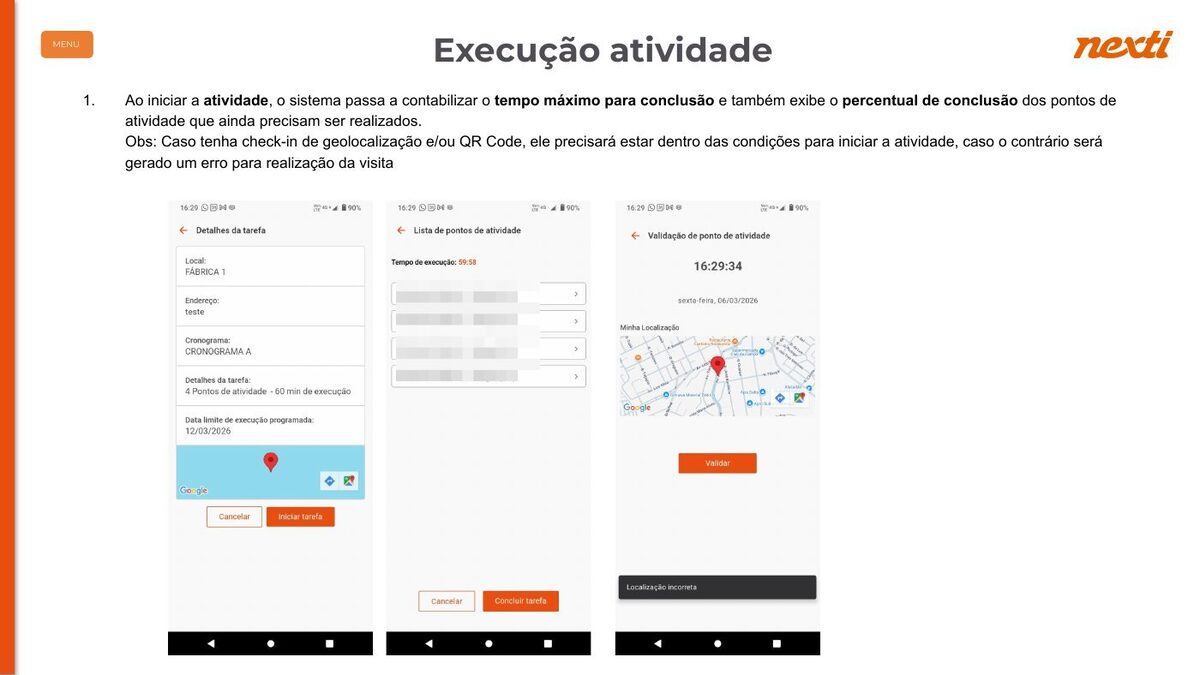 MENU
Execução atividade
nexti
1. Ao iniciar a atividade, o sistema passa a contabilizar o tempo máximo para conclusão e também exibe o percentual de conclusão dos pontos de
atividade que ainda precisam ser realizados.
Obs: Caso tenha check-in de geolocalização e/ou QR Code, ele precisará estar dentro das condições para iniciar a atividade, caso o contrário será
gerado um erro para realização da visita
16:29
90%
Detalhes da tarefa
Local:
FÁBRICA 1
Endereço:
teste
Cronograma:
CRONOGRAMA A
Detalhes da tarefa:
4 Pontos de atividade - 60 min de execução
Data limite de execução programada:
12/03/2026
Google
Cancelar
Iniciar tarefa
16:29
90%
Lista de pontos de atividade
Tempo de execução: 59:58
Cancelar
Concluir tarefa
16:29
90%
Validação de ponto de atividade
16:29:34
sexta-feira, 06/03/2026
Minha Localização
Google
Validar
Localização incorreta